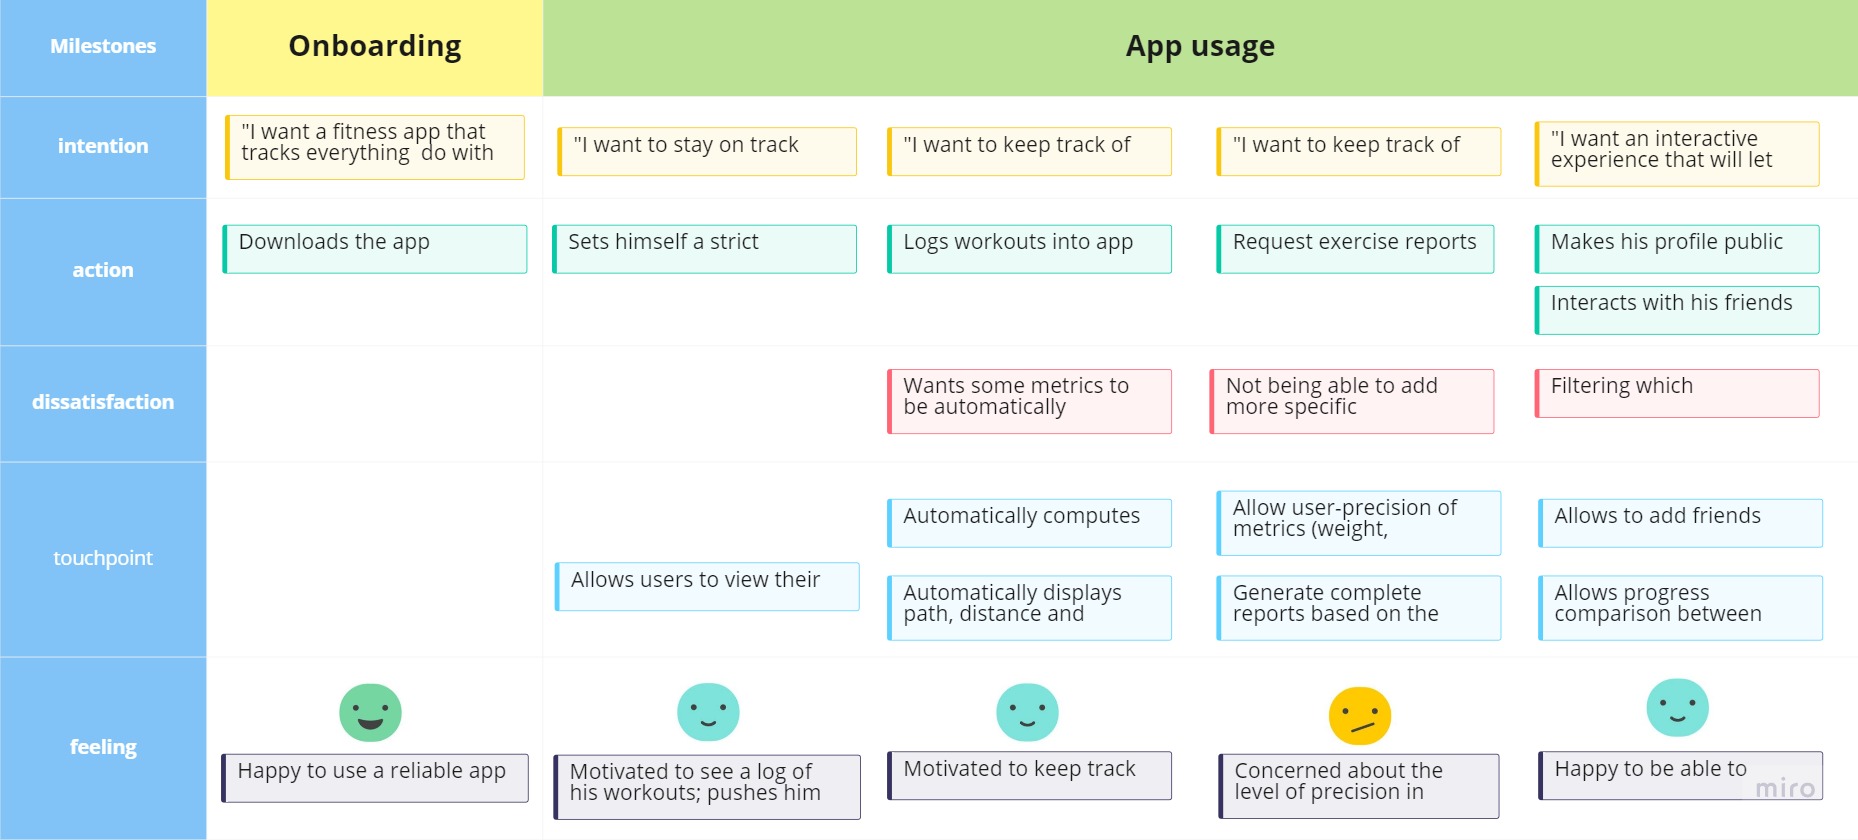 Milestones
Onboarding
App usage
intention
"I want a fitness app that
tracks everything  do with
"I want to stay on track
"I want to keep track of
"I want to keep track of
"I want an interactive
experience that will let
action
Downloads the app
Sets himself a strict
Logs workouts into app
Request exercise reports
Makes his profile public
Interacts with his friends
dissatisfaction
Wants some metrics to
be automatically
Not being able to add
more specific
Filtering which
touchpoint
Allows users to view their
Automatically computes
Automatically displays
path, distance and
Allow user-precision of
metrics (weight,
Generate complete
reports based on the
Allows to add friends
Allows progress
comparison between
feeling
Happy to use a reliable app
Motivated to see a log of
his workouts; pushes him
Motivated to keep track
Concerned about the
level of precision in
Happy to be able to
miro